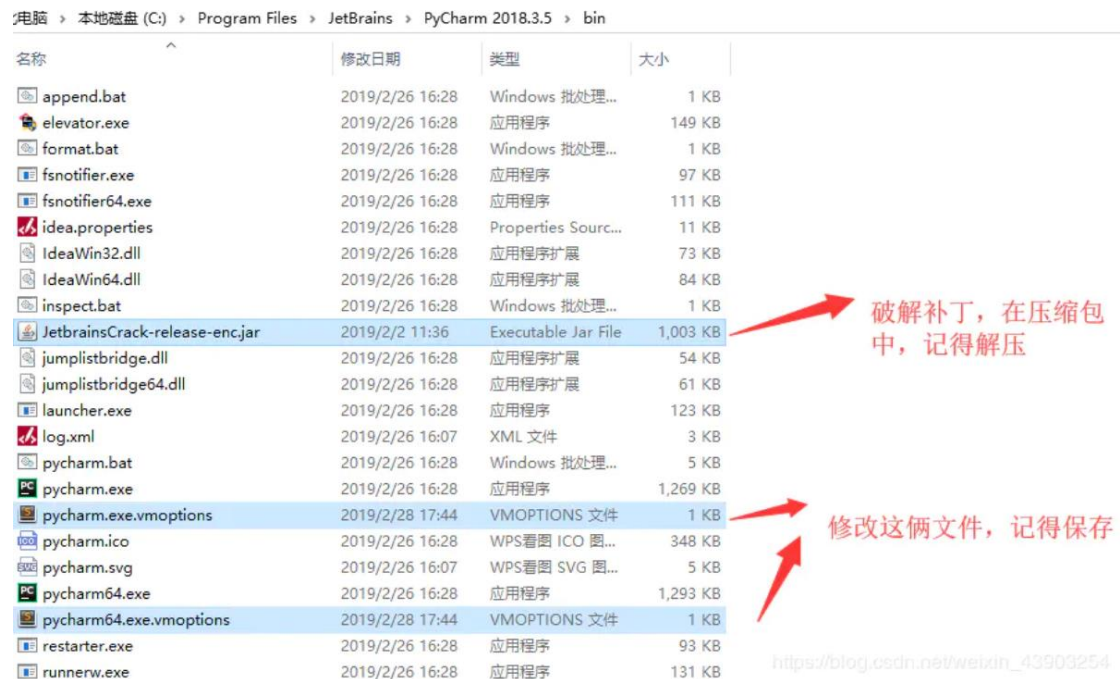 电脑 › 本地磁盘 (C:) › Program Files › JetBrains › PyCharm 2018.3.5 › bin
名称 修改日期 类型 大小
append.bat 2019/2/26 16:28 Windows 批处理... 1 KB
elevator.exe 2019/2/26 16:28 应用程序 149 KB
format.bat 2019/2/26 16:28 Windows 批处理... 1 KB
fsnotifier.exe 2019/2/26 16:28 应用程序 97 KB
fsnotifier64.exe 2019/2/26 16:28 应用程序 111 KB
idea.properties 2019/2/26 16:28 Properties Sourc... 11 KB
IdeaWin32.dll 2019/2/26 16:28 应用程序扩展 73 KB
IdeaWin64.dll 2019/2/26 16:28 应用程序扩展 84 KB
inspect.bat 2019/2/26 16:28 Windows 批处理... 1 KB
JetbrainsCrack-release-enc.jar 2019/2/2 11:36 Executable Jar File 1,003 KB
破解补丁，在压缩包
中，记得解压
jumplistbridge.dll 2019/2/26 16:28 应用程序扩展 54 KB
jumplistbridge64.dll 2019/2/26 16:28 应用程序扩展 61 KB
launcher.exe 2019/2/26 16:28 应用程序 123 KB
log.xml 2019/2/26 16:07 XML 文件 3 KB
pycharm.bat 2019/2/26 16:28 Windows 批处理... 5 KB
pycharm.exe 2019/2/26 16:28 应用程序 1,269 KB
pycharm.exe.vmoptions 2019/2/28 17:44 VMOPTIONS 文件 1 KB
修改这俩文件，记得保存
pycharm.ico 2019/2/26 16:28 WPS看图 ICO 图... 348 KB
pycharm.svg 2019/2/26 16:07 WPS看图 SVG 图... 5 KB
pycharm64.exe 2019/2/26 16:28 应用程序 1,293 KB
pycharm64.exe.vmoptions 2019/2/28 17:44 VMOPTIONS 文件 1 KB
restarter.exe 2019/2/26 16:28 应用程序 93 KB
runnerw.exe 2019/2/26 16:28 应用程序 131 KB
https://blog.csdn.net/weixin_43903254